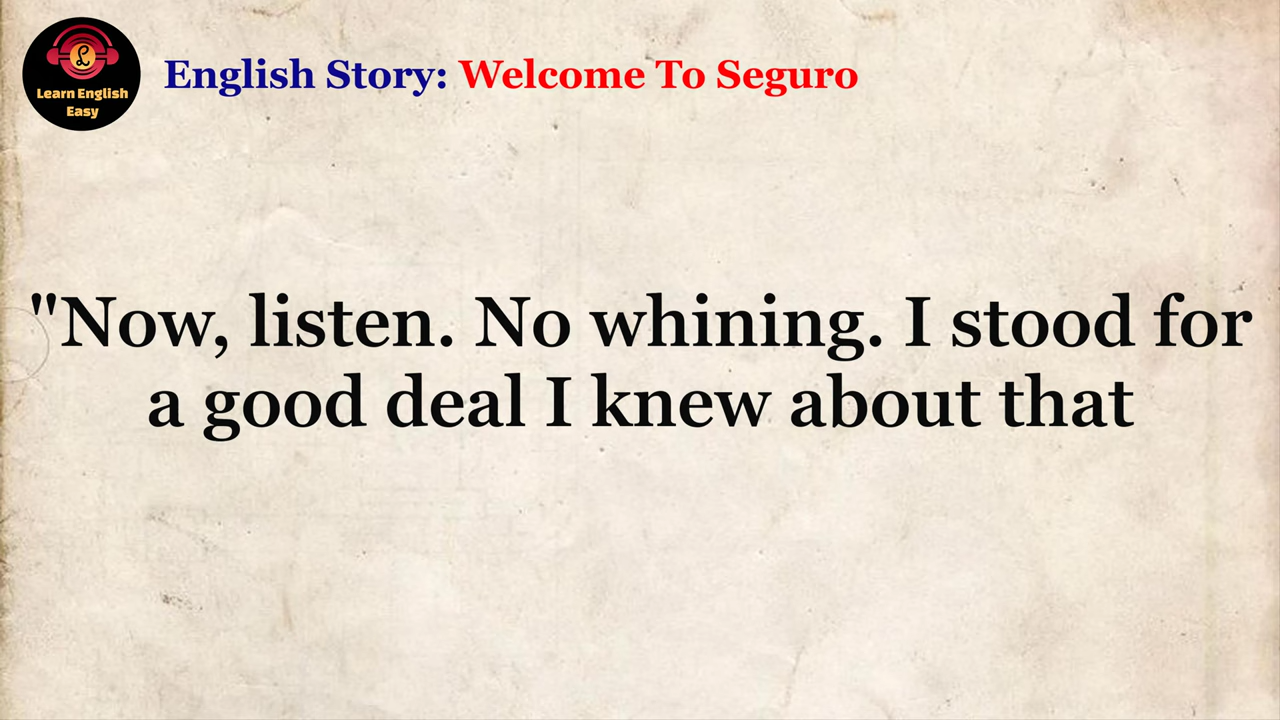 Learn English
Easy
English Story: Welcome To Seguro
"Now, listen. No whining. I stood for
a good deal I knew about that